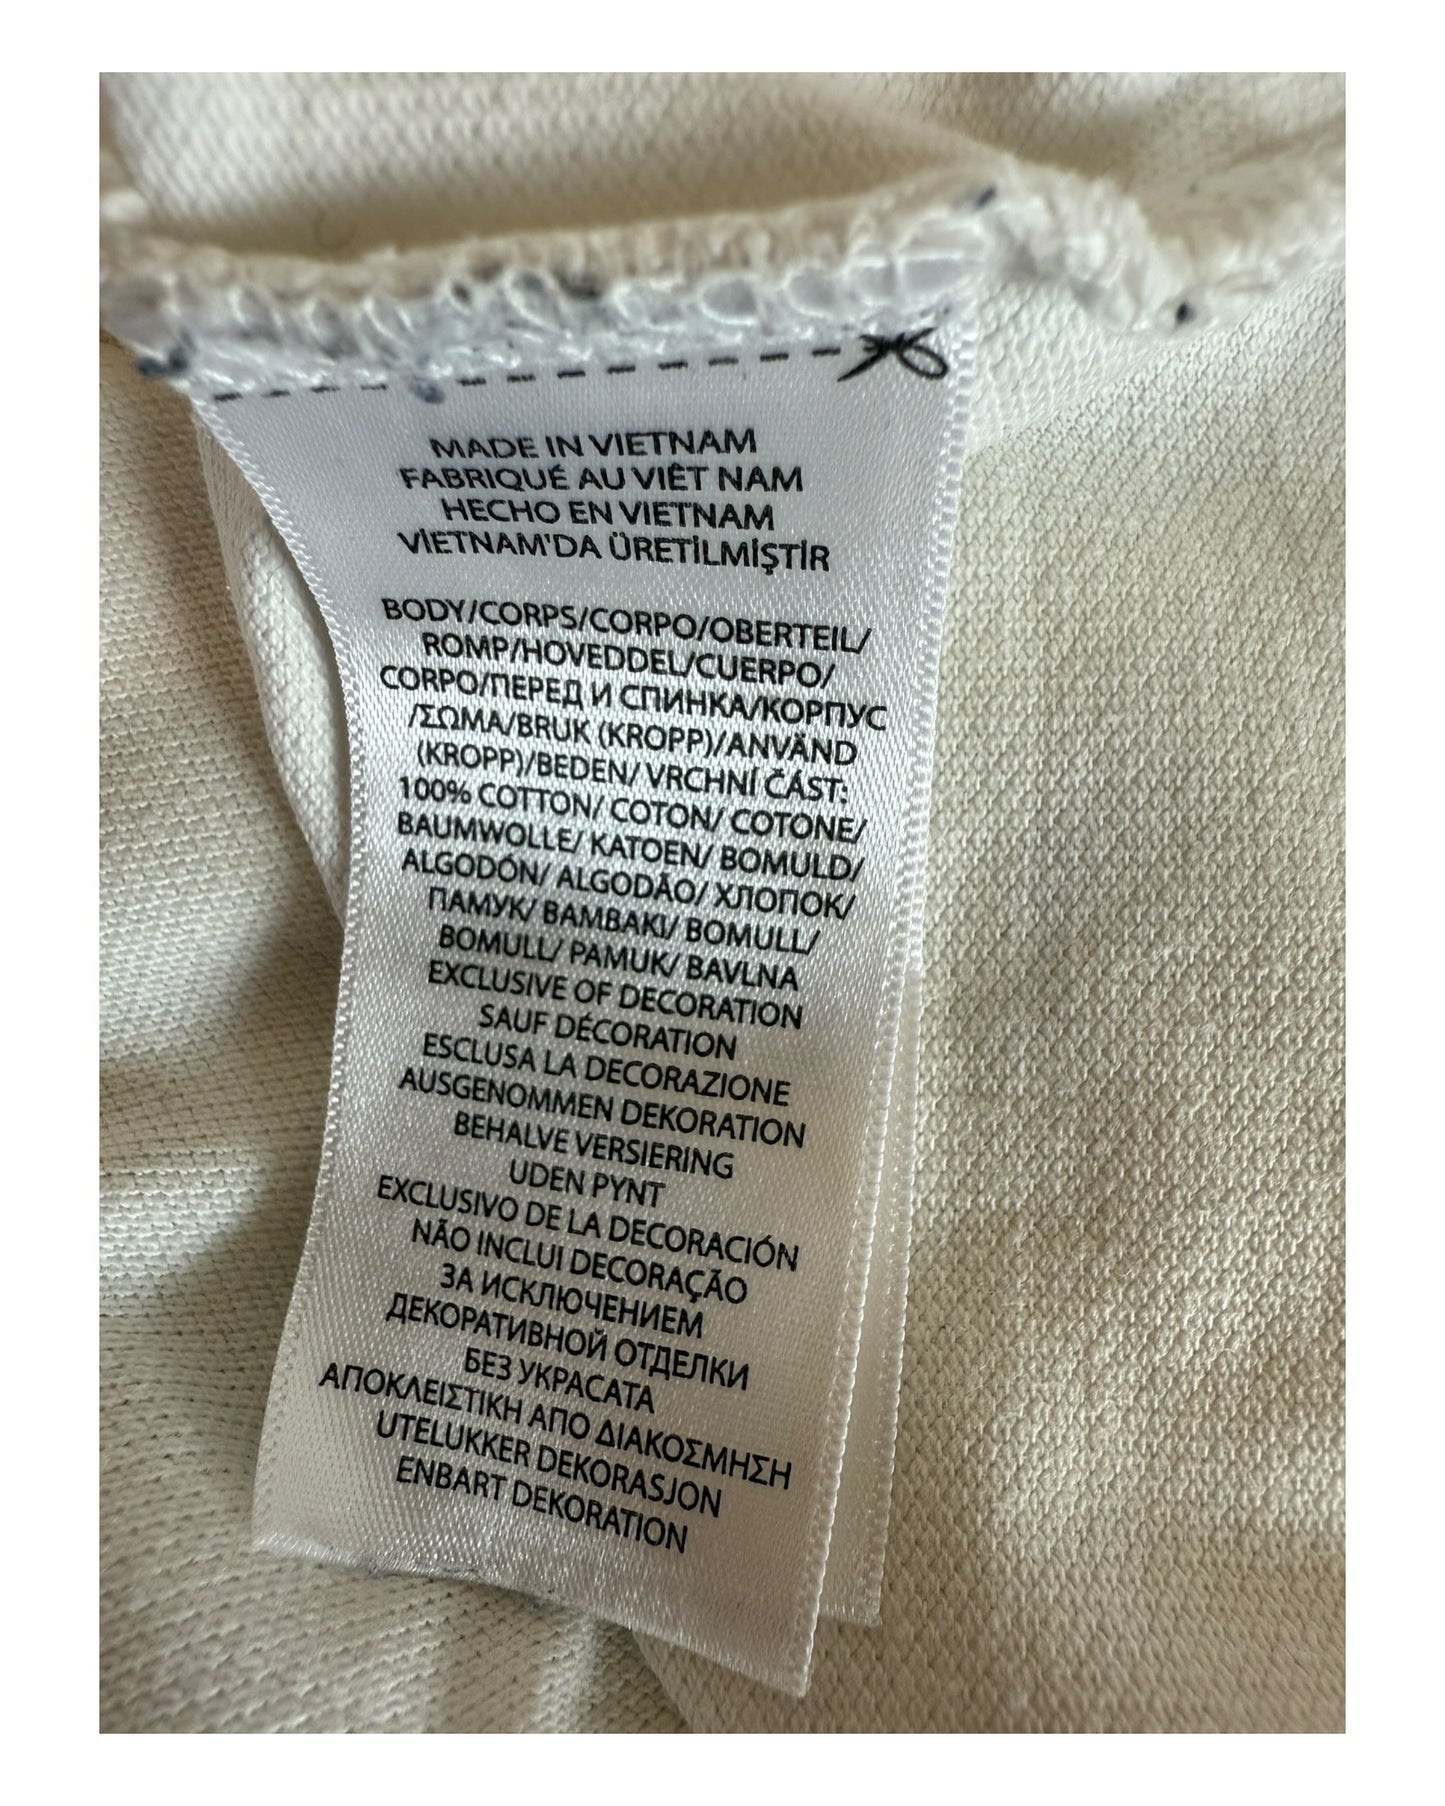 MADE IN VIETNAM
FABRIQUÉ AU VIÊT NAM
HECHO EN VIETNAM
VİETNAM'DA ÜRETİLMİŞTİR
BODY/CORPS/CORPO/OBERTEIL/
ROMP/HOVEDDEL/CUERPO/
CORPO/ПЕРЕД И СПИНКА/КОРПУС
/ΣΩΜΑ/BRUK (KROPP)/ANVÄND
(KROPP)/BEDEN/ VRCHNÍ ČÁST:
100% COTTON/ COTON/ COTONE/
BAUMWOLLE/ KATOEN/ BOMULD/
ALGODÓN/ ALGODÃO/ ХЛОПОК/
ПАМУК/ ΒΑΜΒΑΚΙ/ BOMULL/
BOMULL/ PAMUK/ BAVLNA
EXCLUSIVE OF DECORATION
SAUF DÉCORATION
ESCLUSA LA DECORAZIONE
AUSGENOMMEN DEKORATION
BEHALVE VERSIERING
UDEN PYNT
EXCLUSIVO DE LA DECORACIÓN
NÃO INCLUI DECORAÇÃO
ЗА ИСКЛЮЧЕНИЕМ
ДЕКОРАТИВНОЙ ОТДЕЛКИ
БЕЗ УКРАСАТА
ΑΠΟΚΛΕΙΣΤΙΚΗ ΑΠΟ ΔΙΑΚΟΣΜΗΣΗ
UTELUKKER DEKORASJON
ENBART DEKORATION